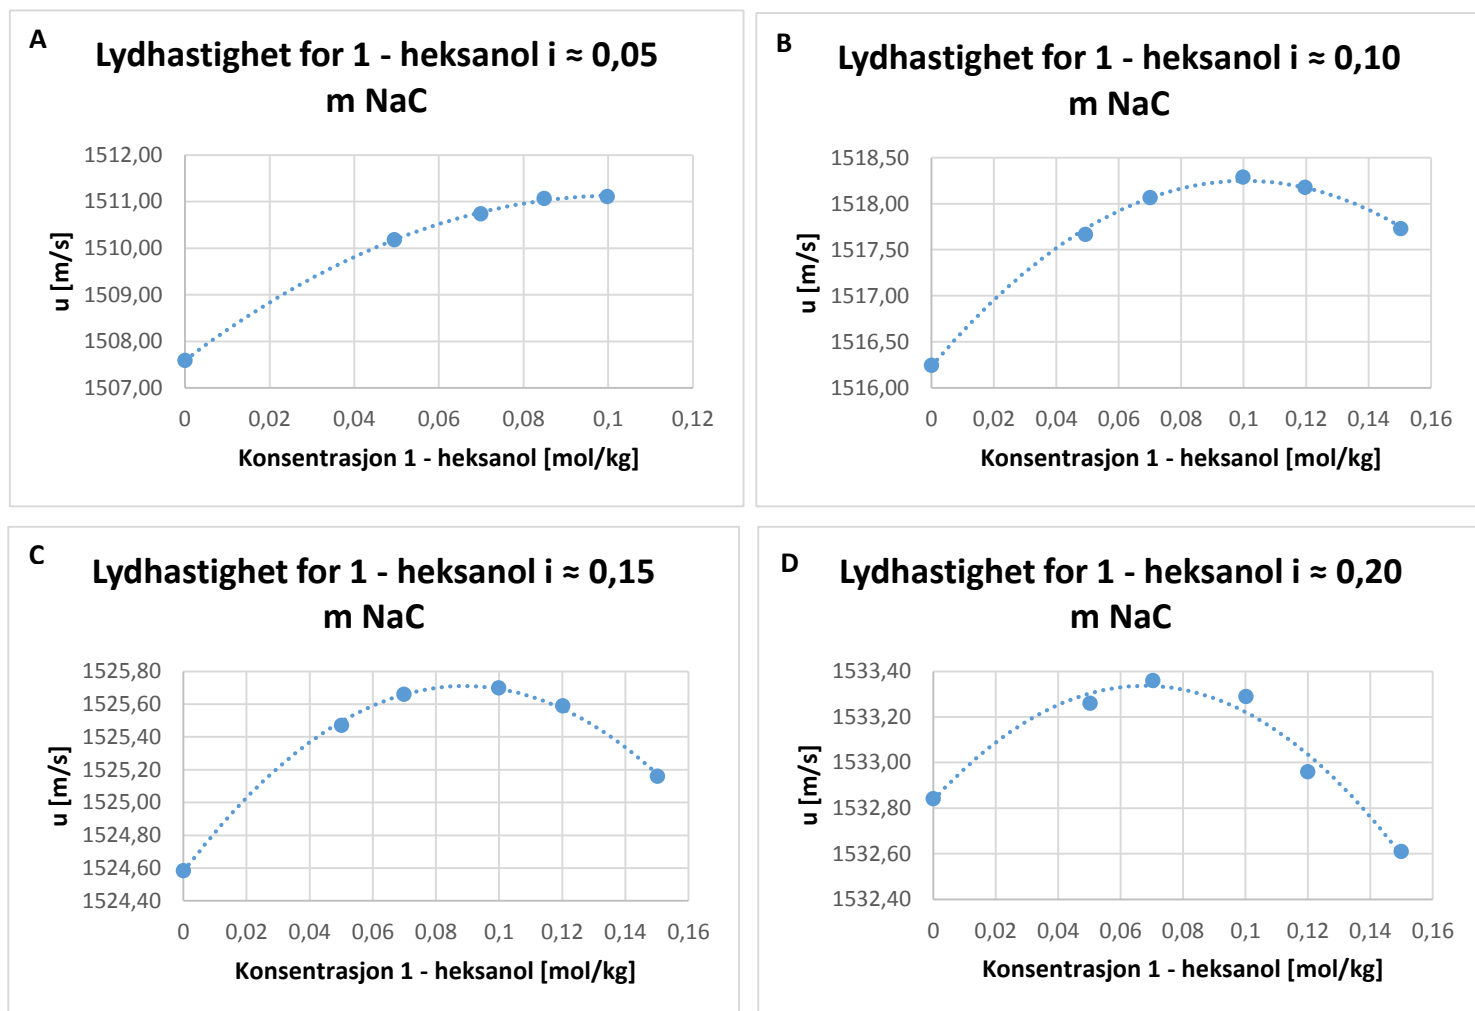 A
Lydhastighet for 1 - heksanol i ≈ 0,05
m NaC
1512,00
1511,00
1510,00
1509,00
1508,00
1507,00
u [m/s]
0 0,02 0,04 0,06 0,08 0,1 0,12
Konsentrasjon 1 - heksanol [mol/kg]
B
Lydhastighet for 1 - heksanol i ≈ 0,10
m NaC
1518,50
1518,00
1517,50
1517,00
1516,50
1516,00
u [m/s]
0 0,02 0,04 0,06 0,08 0,1 0,12 0,14 0,16
Konsentrasjon 1 - heksanol [mol/kg]
C
Lydhastighet for 1 - heksanol i ≈ 0,15
m NaC
1525,80
1525,60
1525,40
1525,20
1525,00
1524,80
1524,60
1524,40
u [m/s]
0 0,02 0,04 0,06 0,08 0,1 0,12 0,14 0,16
Konsentrasjon 1 - heksanol [mol/kg]
D
Lydhastighet for 1 - heksanol i ≈ 0,20
m NaC
1533,40
1533,20
1533,00
1532,80
1532,60
1532,40
u [m/s]
0 0,02 0,04 0,06 0,08 0,1 0,12 0,14 0,16
Konsentrasjon 1 - heksanol [mol/kg]